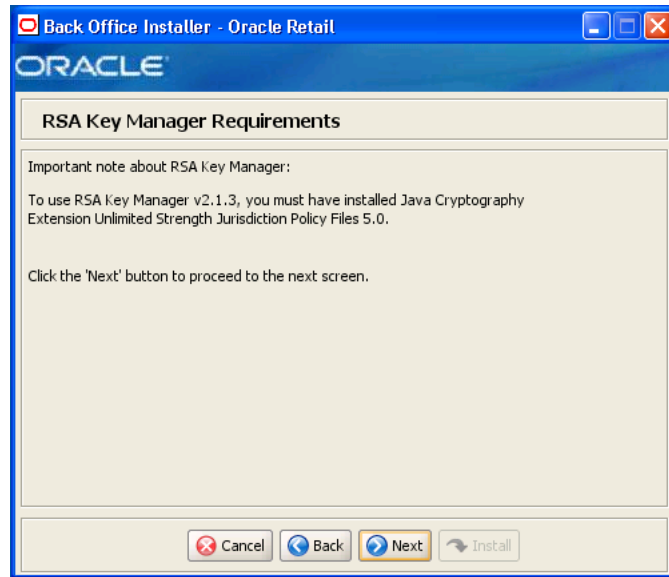 Back Office Installer - Oracle Retail
ORACLE
RSA Key Manager Requirements
Important note about RSA Key Manager:
To use RSA Key Manager v2.1.3, you must have installed Java Cryptography
Extension Unlimited Strength Jurisdiction Policy Files 5.0.
Click the 'Next' button to proceed to the next screen.
Cancel Back Next Install